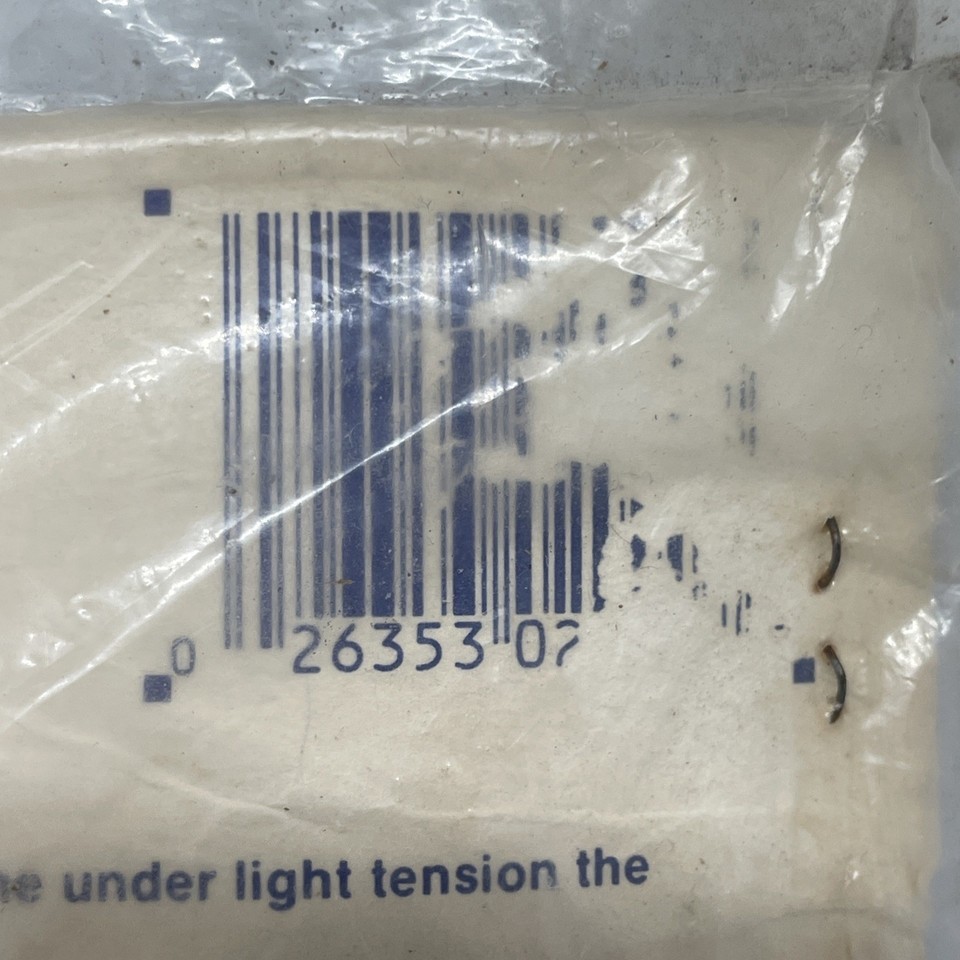 0 26353 07
under light tension the